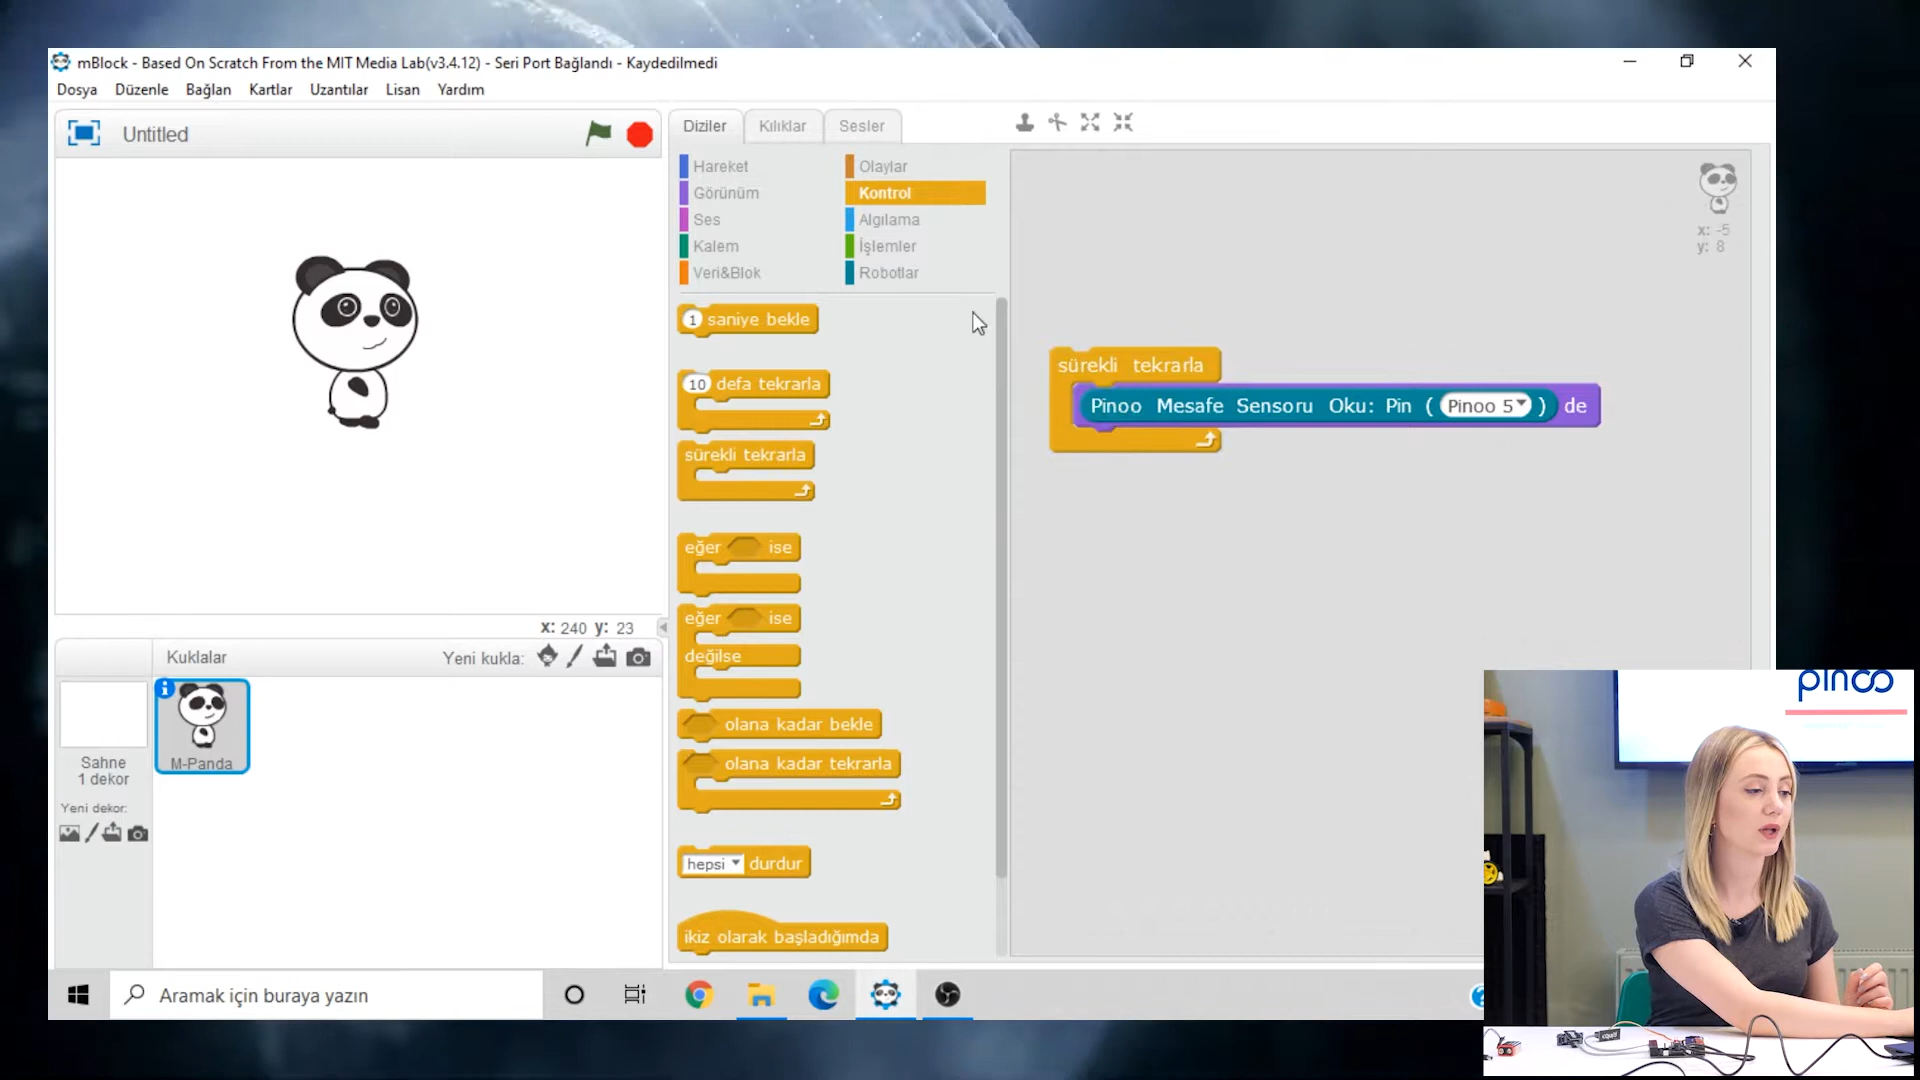 mBlock - Based On Scratch From the MIT Media Lab(v3.4.12) - Seri Port Bağlandı - Kaydedilmedi
Dosya Düzenle Bağlan Kartlar Uzantılar Lisan Yardım
Untitled
x: 240 y: 23
Kuklalar
Yeni kukla:
Sahne
1 dekor
Yeni dekor:
M-Panda
Diziler Kılıklar Sesler
Hareket
Görünüm
Ses
Kalem
Veri&Blok
Olaylar
Kontrol
Algılama
İşlemler
Robotlar
1 saniye bekle
10 defa tekrarla
sürekli tekrarla
eğer ise
eğer ise
değilse
olana kadar bekle
olana kadar tekrarla
hepsi durdur
ikiz olarak başladığımda
x: -5
y: 8
sürekli tekrarla
Pinoo Mesafe Sensoru Oku: Pin ( Pinoo 5 ) de
pinoo
Aramak için buraya yazın